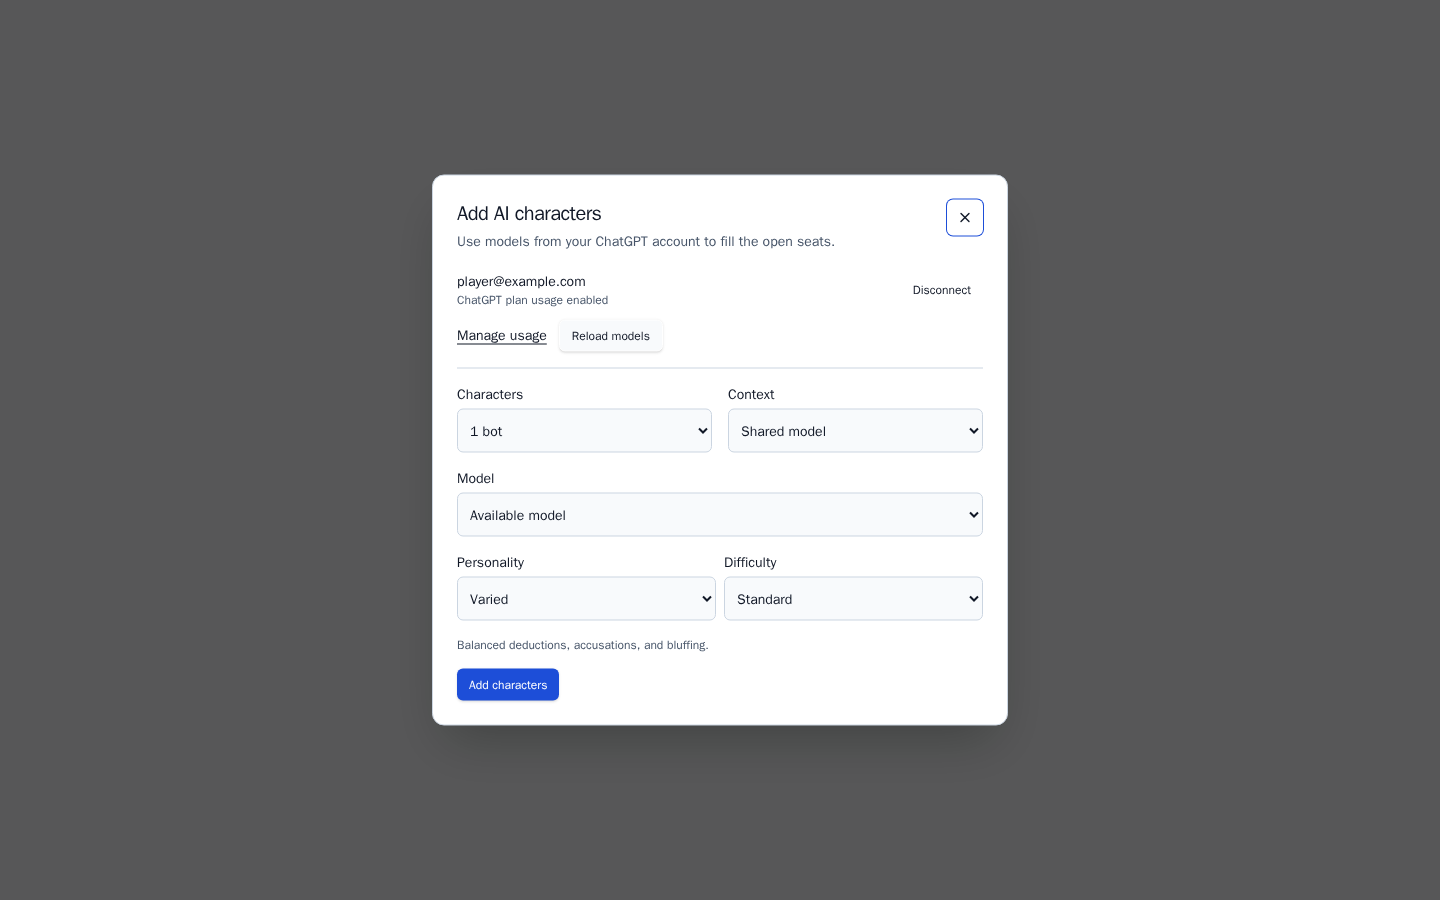 Add AI characters
Use models from your ChatGPT account to fill the open seats.
player@example.com
ChatGPT plan usage enabled
Disconnect
Manage usage
Reload models
Characters
Context
1 bot
Shared model
Model
Available model
Personality
Difficulty
Varied
Standard
Balanced deductions, accusations, and bluffing.
Add characters